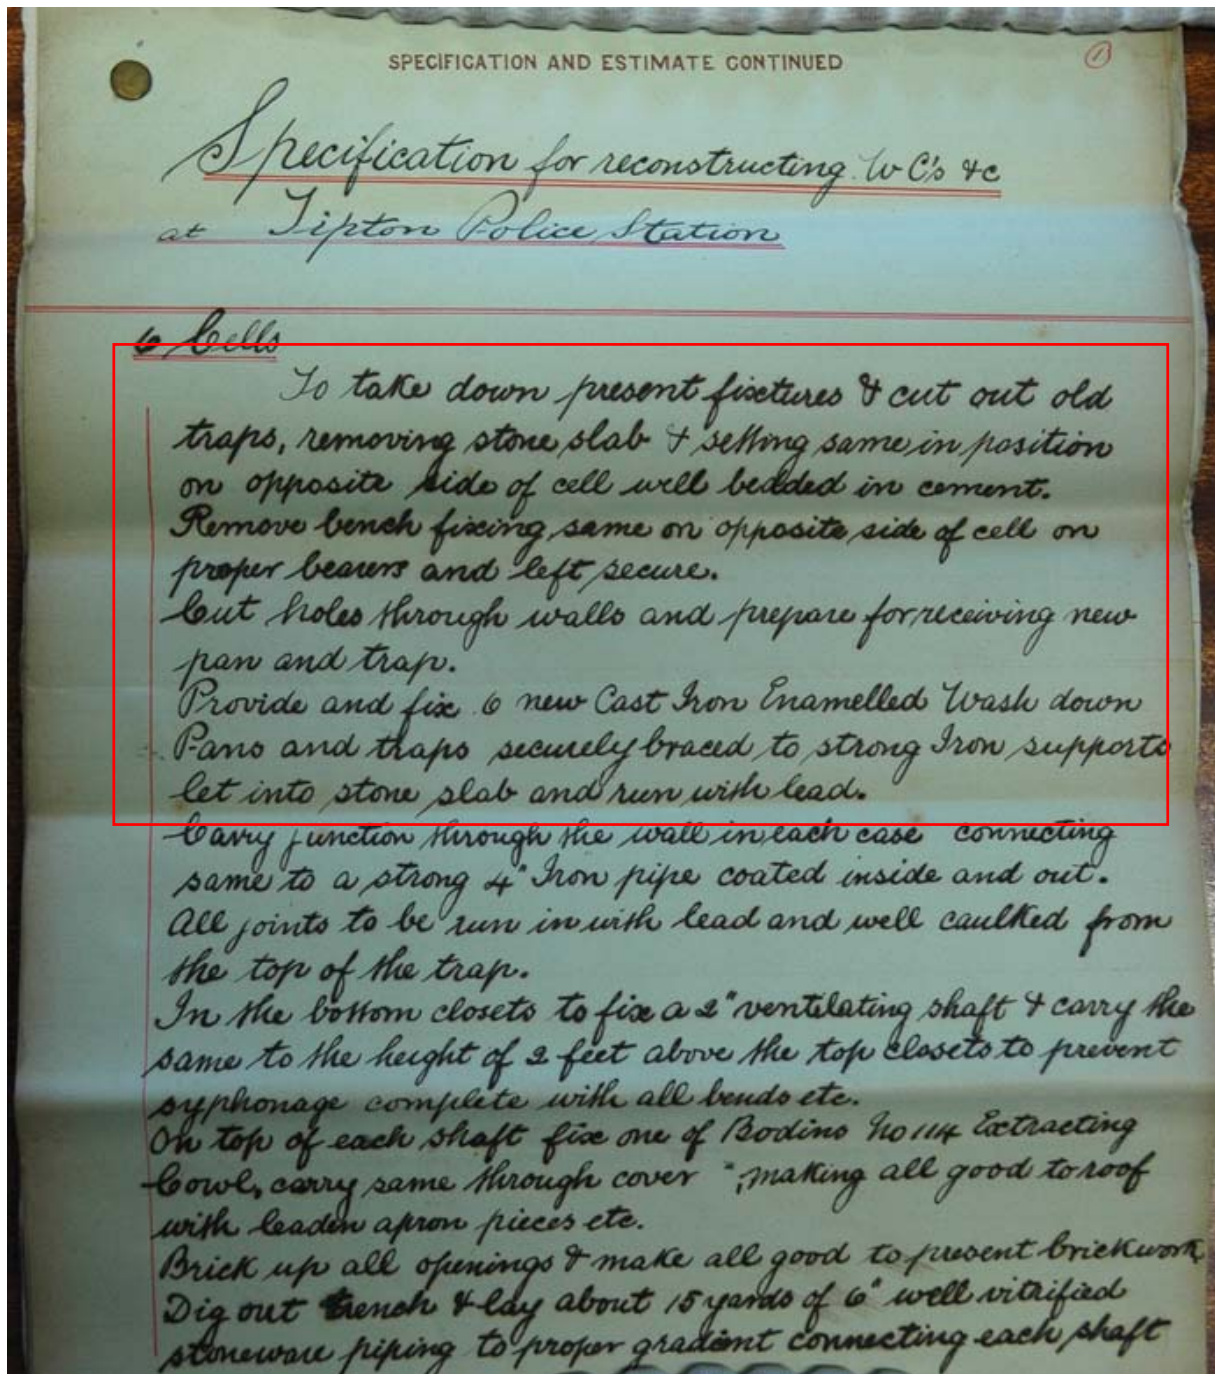 SPECIFICATION AND ESTIMATE CONTINUED
1
Specification for reconstructing W C's &c
at Tipton Police Station
6 Cells
To take down present fixtures & cut out old
traps, removing stone slab & setting same in position
on opposite side of cell well bedded in cement.
Remove bench fixing same on opposite side of cell on
proper bearers and left secure.
Cut holes through walls and prepare for receiving new
pan and trap.
Provide and fix 6 new Cast Iron Enamelled Wash down
Pans and traps securely braced to strong Iron supports
let into stone slab and run with lead.
Carry junction through the wall in each case connecting
same to a strong 4" Iron pipe coated inside and out.
All joints to be run in with lead and well caulked from
the top of the trap.
In the bottom closets to fix a 2" ventilating shaft & carry the
same to the height of 2 feet above the top closets to prevent
syphonage complete with all bends etc.
On top of each shaft fix one of Bodins No 114 Extracting
Cowl, carry same through cover ", making all good to roof
with leaden apron pieces etc.
Brick up all openings & make all good to present brickwork
Dig out trench & lay about 15 yards of 6" well vitrified
stoneware piping to proper gradient connecting each shaft